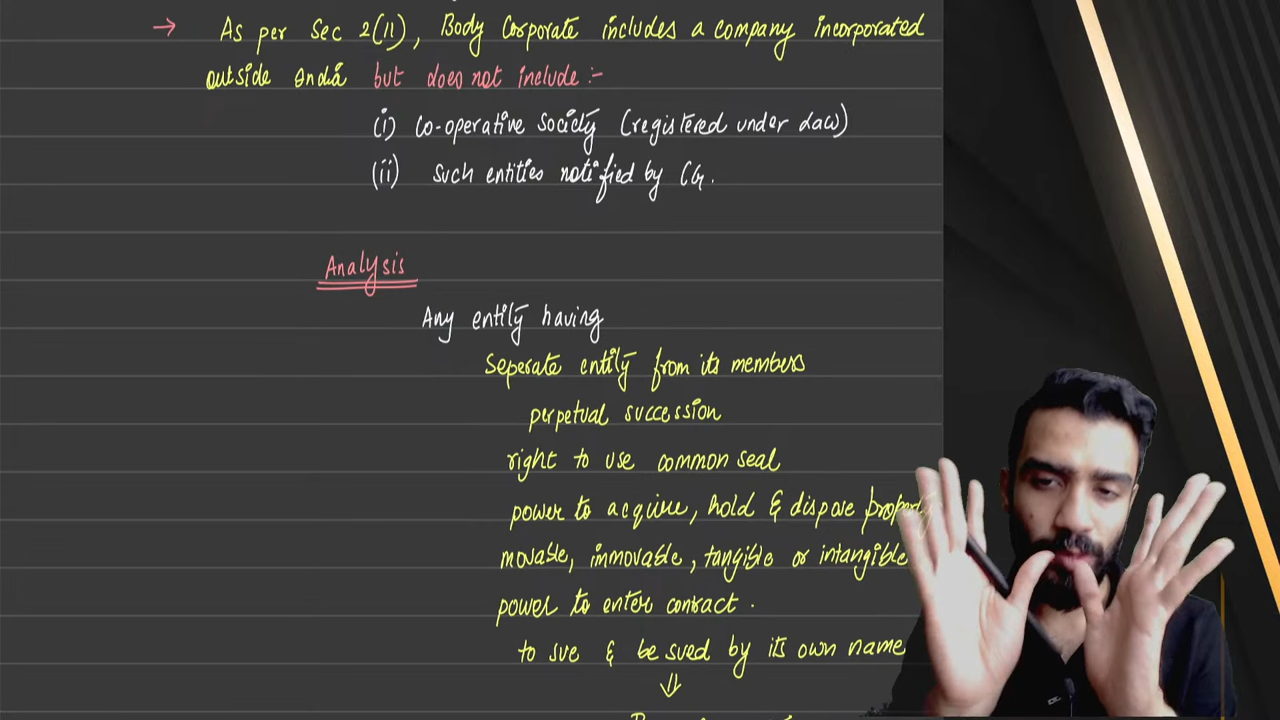 → As per Sec 2(11), Body Corporate includes a company incorporated
outside India but does not include :-
(i) Co-operative Society (registered under Law)
(ii) Such entities notified by CG.
Analysis
Any entity having
Seperate entity from its members
perpetual succession
right to use common seal
power to acquire, hold & dispose property
movable, immovable, tangible or intangible
power to enter contract.
to sue & be sued by its own name
⇓